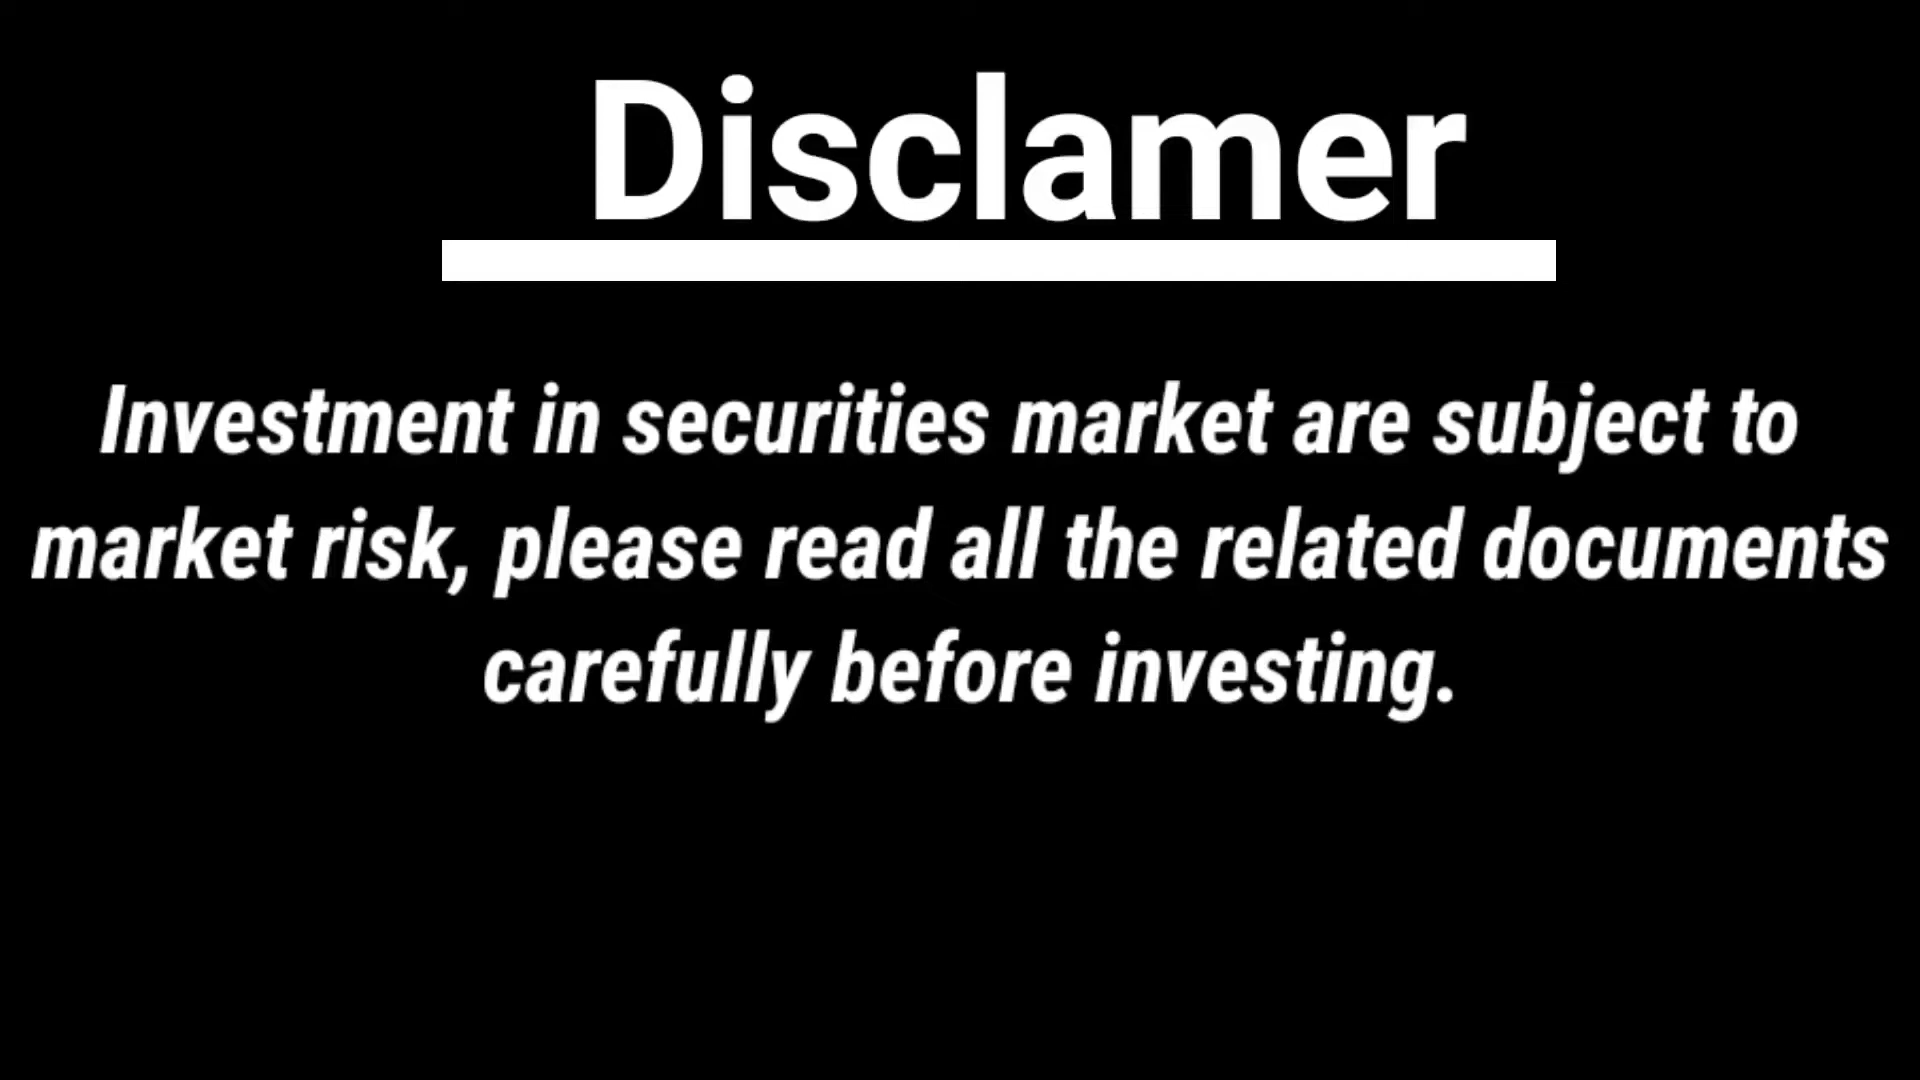 Disclamer
Investment in securities market are subject to
market risk, please read all the related documents
carefully before investing.